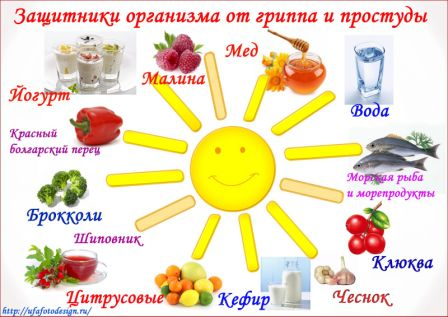 Защитники организма от гриппа и простуды
Йогурт
Малина
Мед
Вода
Красный
болгарский перец
Морская рыба
и морепродукты
Брокколи
Шиповник
Клюква
Цитрусовые
Кефир
Чеснок
http://ufafotodesign.ru/